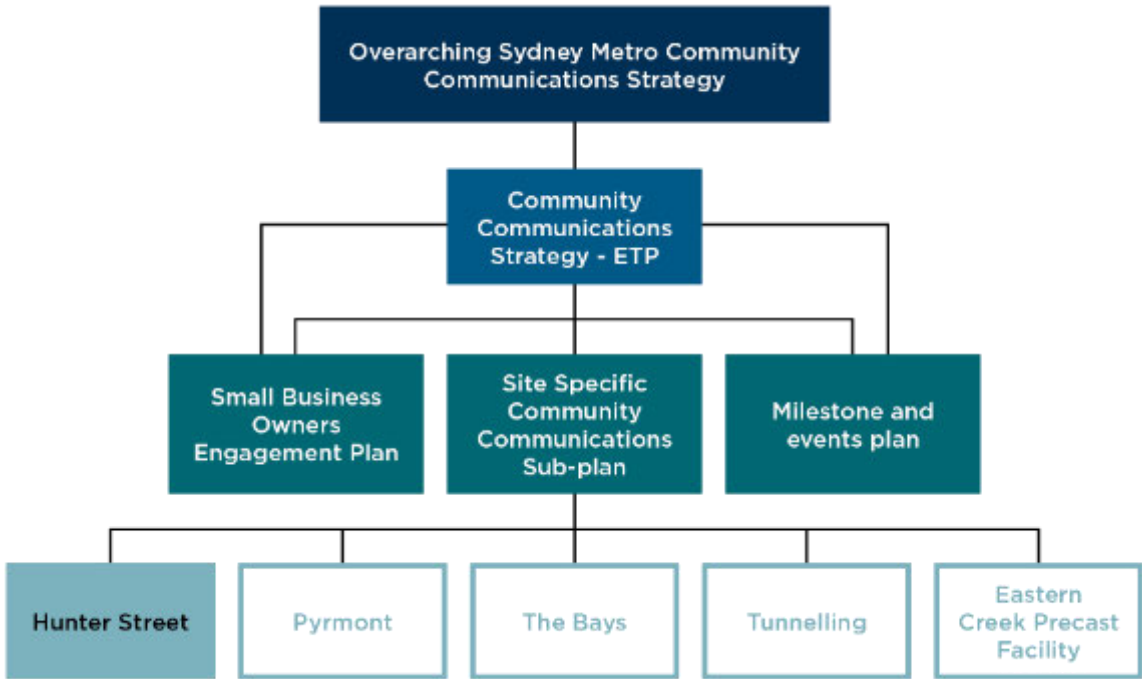 Overarching Sydney Metro Community
Communications Strategy
Community
Communications
Strategy - ETP
Small Business
Owners
Engagement Plan
Site Specific
Community
Communications
Sub-plan
Milestone and
events plan
Hunter Street
Pyrmont
The Bays
Tunnelling
Eastern
Creek Precast
Facility